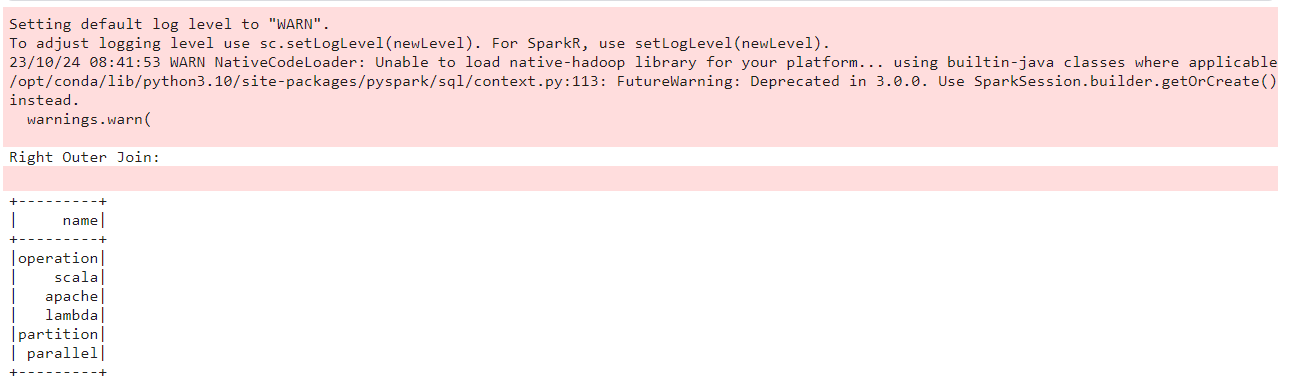 Setting default log level to "WARN".
To adjust logging level use sc.setLogLevel(newLevel). For SparkR, use setLogLevel(newLevel).
23/10/24 08:41:53 WARN NativeCodeLoader: Unable to load native-hadoop library for your platform... using builtin-java classes where applicable
/opt/conda/lib/python3.10/site-packages/pyspark/sql/context.py:113: FutureWarning: Deprecated in 3.0.0. Use SparkSession.builder.getOrCreate()
instead.
  warnings.warn(
Right Outer Join:
+---------+
|     name|
+---------+
|operation|
|    scala|
|   apache|
|   lambda|
|partition|
| parallel|
+---------+